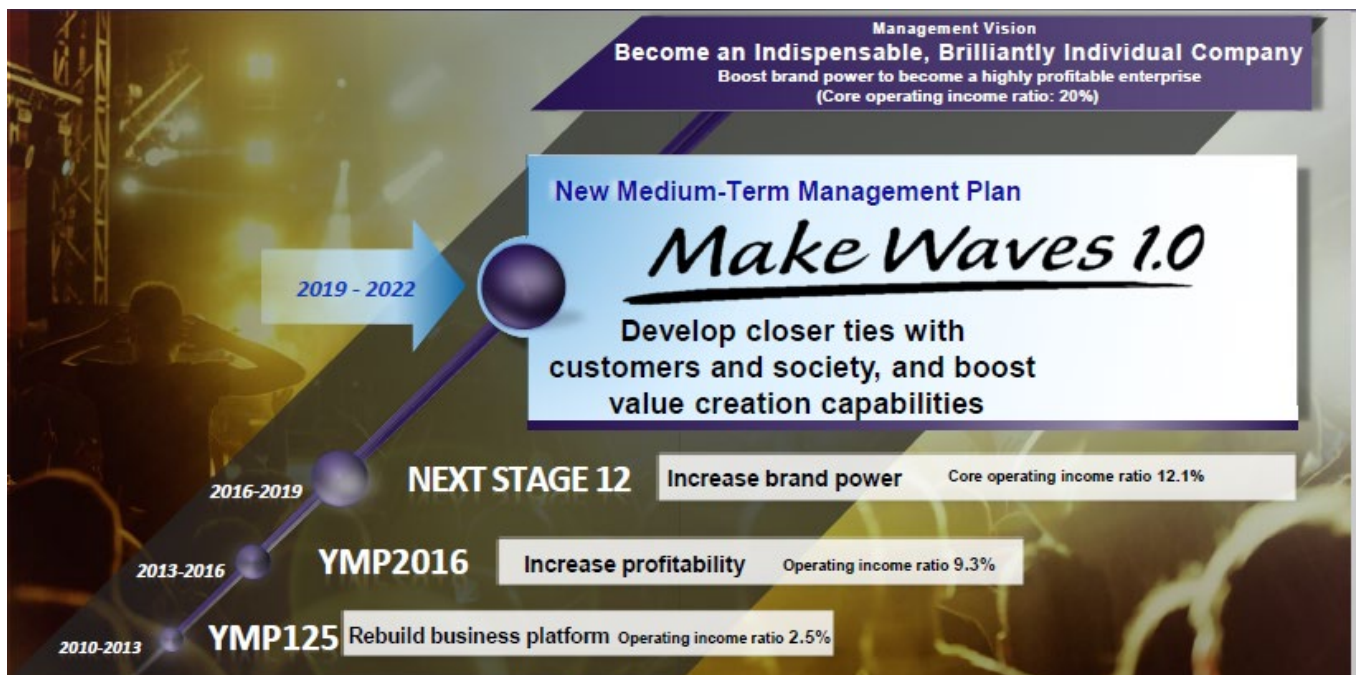 Management Vision
Become an Indispensable, Brilliantly Individual Company
Boost brand power to become a highly profitable enterprise
(Core operating income ratio: 20%)
New Medium-Term Management Plan
Make Waves 1.0
2019 - 2022
Develop closer ties with
customers and society, and boost
value creation capabilities
2016-2019 NEXT STAGE 12 Increase brand power Core operating income ratio 12.1%
2013-2016 YMP2016 Increase profitability Operating income ratio 9.3%
2010-2013 YMP125 Rebuild business platform Operating income ratio 2.5%